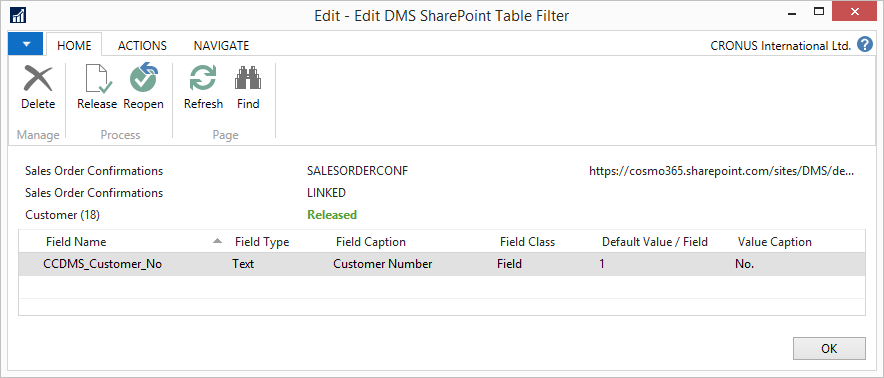 Edit - Edit DMS SharePoint Table Filter
HOME ACTIONS NAVIGATE CRONUS International Ltd. ?
Delete Release Reopen Refresh Find
Manage Process Page
Sales Order Confirmations SALESORDERCONF https://cosmo365.sharepoint.com/sites/DMS/de...
Sales Order Confirmations LINKED
Customer (18) Released
Field Name Field Type Field Caption Field Class Default Value / Field Value Caption
CCDMS_Customer_No Text Customer Number Field 1 No.
OK